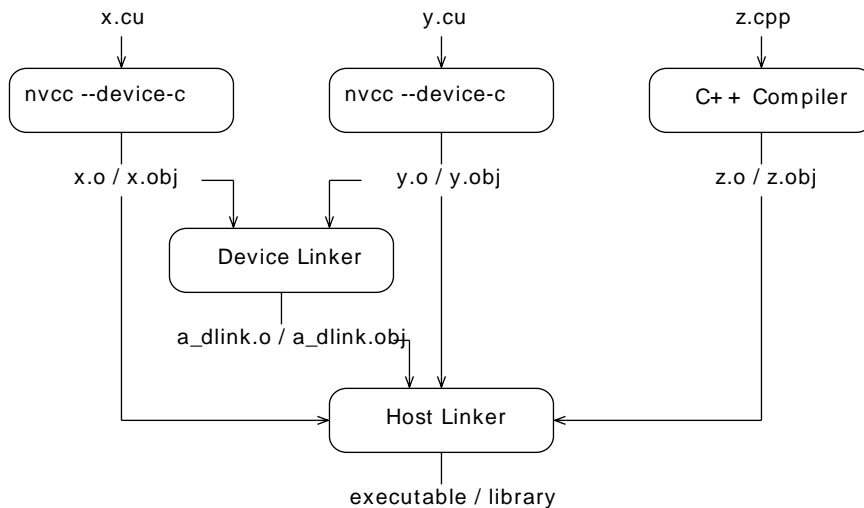 x.cu
y.cu
z.cpp
nvcc --device-c
nvcc --device-c
C++ Compiler
x.o / x.obj
y.o / y.obj
z.o / z.obj
Device Linker
a_dlink.o / a_dlink.obj
Host Linker
executable / library